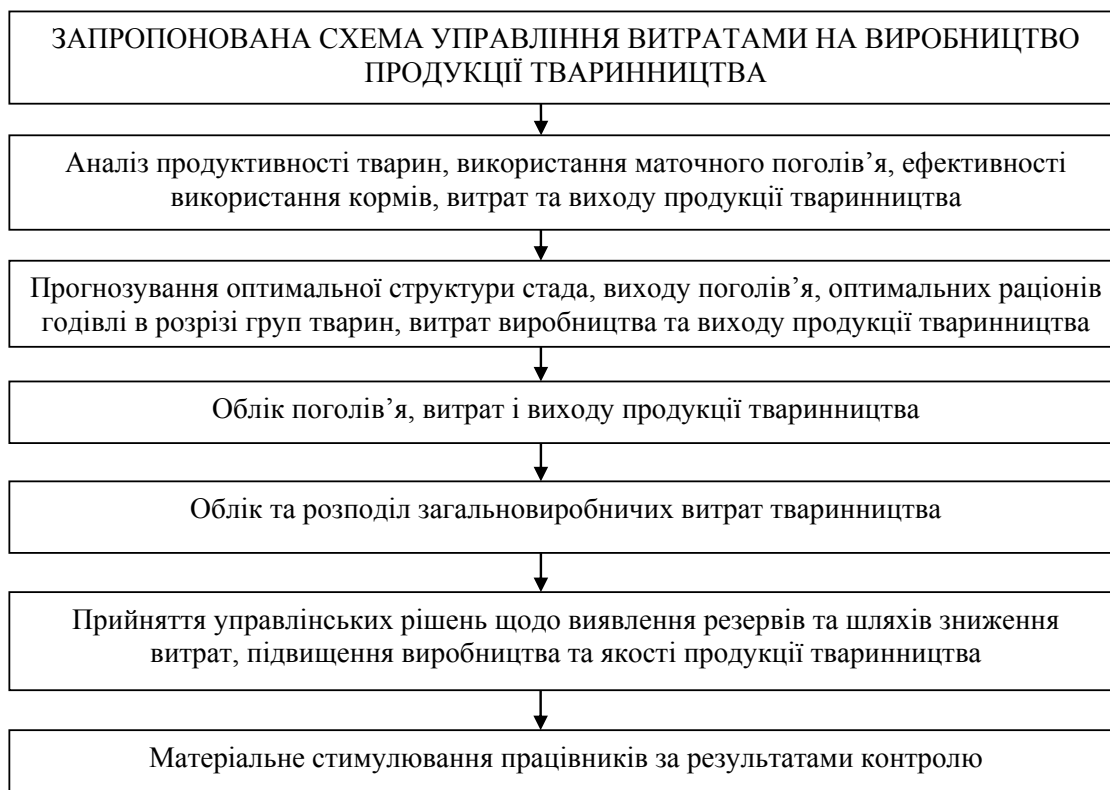 ЗАПРОПОНОВАНА СХЕМА УПРАВЛІННЯ ВИТРАТАМИ НА ВИРОБНИЦТВО
ПРОДУКЦІЇ ТВАРИННИЦТВА
Аналіз продуктивності тварин, використання маточного поголів’я, ефективності
використання кормів, витрат та виходу продукції тваринництва
Прогнозування оптимальної структури стада, виходу поголів’я, оптимальних раціонів
годівлі в розрізі груп тварин, витрат виробництва та виходу продукції тваринництва
Облік поголів’я, витрат і виходу продукції тваринництва
Облік та розподіл загальновиробничих витрат тваринництва
Прийняття управлінських рішень щодо виявлення резервів та шляхів зниження
витрат, підвищення виробництва та якості продукції тваринництва
Матеріальне стимулювання працівників за результатами контролю